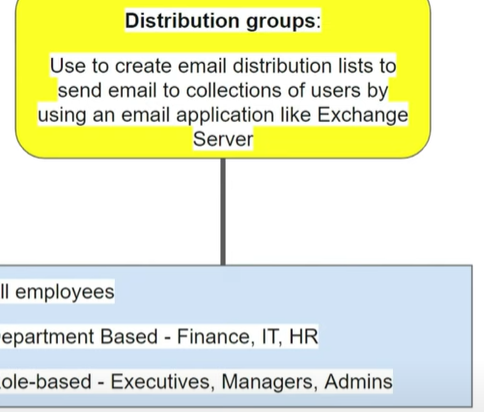 Distribution groups:
Use to create email distribution lists to
send email to collections of users by
using an email application like Exchange
Server
ll employees
epartment Based - Finance, IT, HR
ole-based - Executives, Managers, Admins